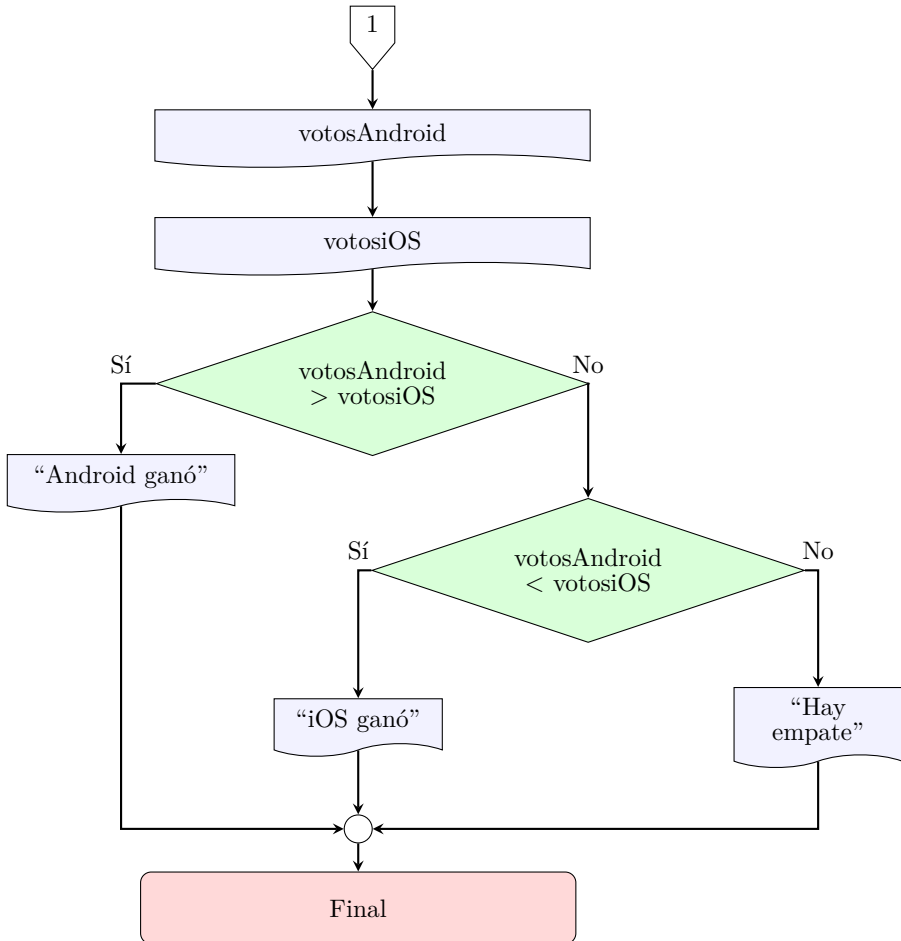 1
votosAndroid
votosiOS
Sí
No
votosAndroid
> votosiOS
“Android ganó”
Sí
No
votosAndroid
< votosiOS
“iOS ganó”
“Hay
empate”
Final